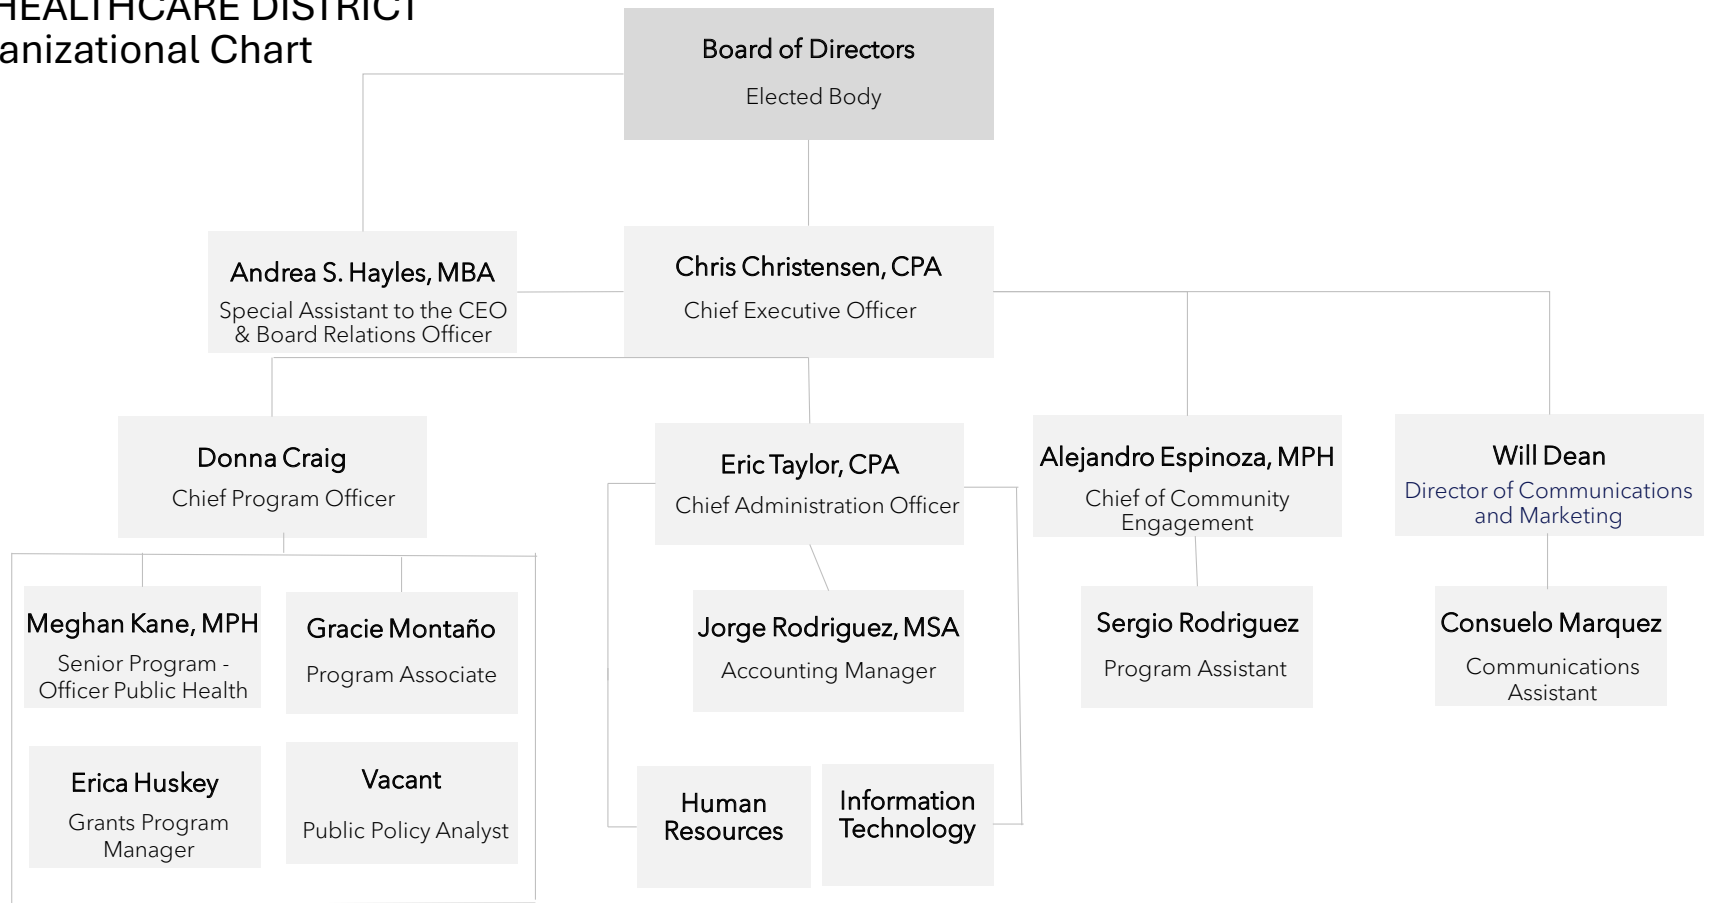 HEALTHCARE DISTRICT
anizational Chart
Board of Directors
Elected Body
Andrea S. Hayles, MBA
Special Assistant to the CEO
& Board Relations Officer
Chris Christensen, CPA
Chief Executive Officer
Donna Craig
Chief Program Officer
Eric Taylor, CPA
Chief Administration Officer
Alejandro Espinoza, MPH
Chief of Community
Engagement
Will Dean
Director of Communications
and Marketing
Meghan Kane, MPH
Senior Program -
Officer Public Health
Gracie Montaño
Program Associate
Jorge Rodriguez, MSA
Accounting Manager
Sergio Rodriguez
Program Assistant
Consuelo Marquez
Communications
Assistant
Erica Huskey
Grants Program
Manager
Vacant
Public Policy Analyst
Human
Resources
Information
Technology